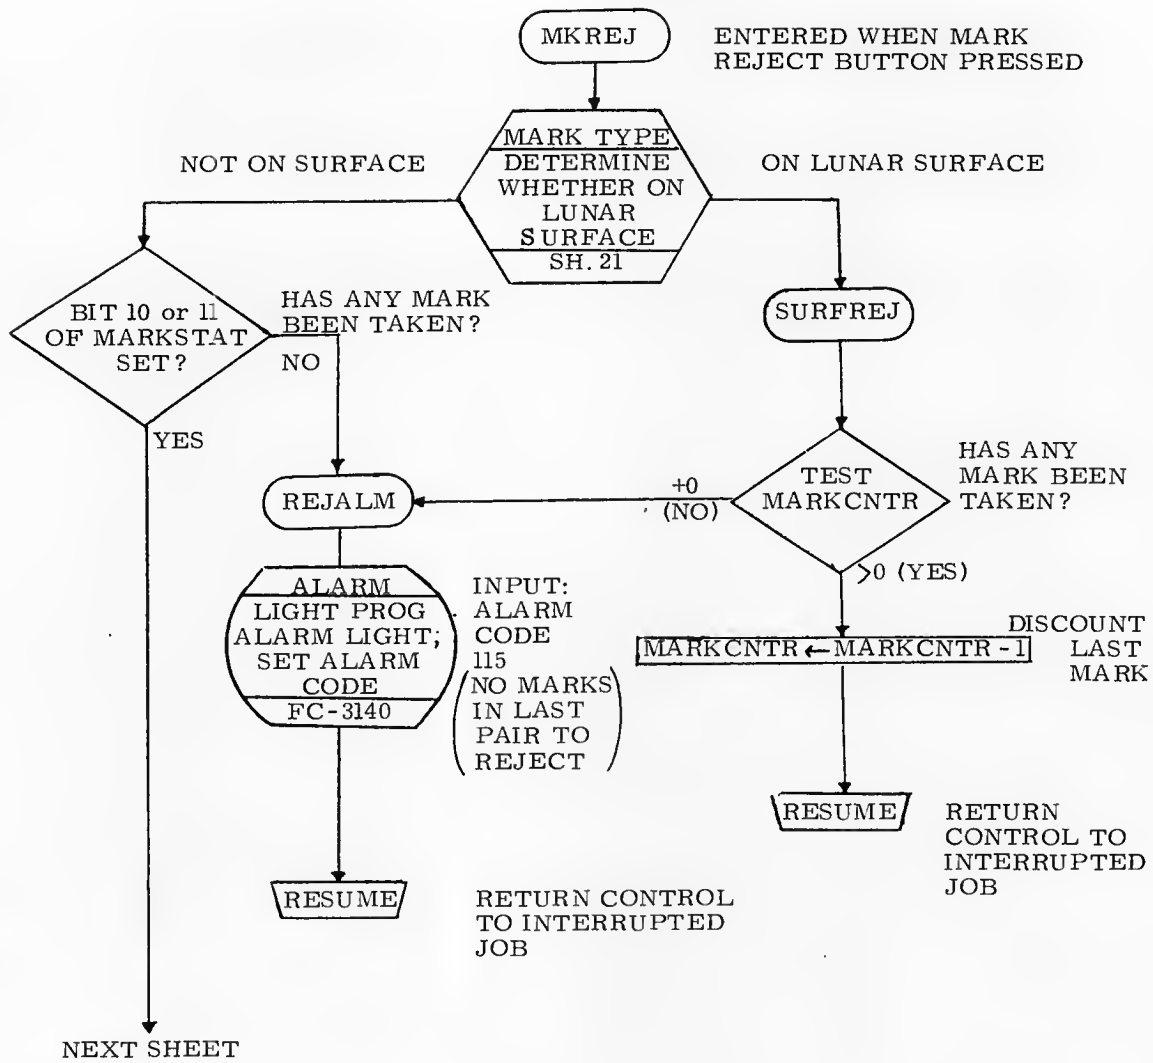 MKREJ
ENTERED WHEN MARK
REJECT BUTTON PRESSED
MARK TYPE
DETERMINE
WHETHER ON
LUNAR
SURFACE
SH. 21
NOT ON SURFACE
ON LUNAR SURFACE
BIT 10 or 11
OF MARKSTAT
SET?
HAS ANY MARK
BEEN TAKEN?
NO
YES
SURFREJ
REJALM
TEST
MARKCNTR
HAS ANY
MARK BEEN
TAKEN?
+0
(NO)
>0 (YES)
ALARM
LIGHT PROG
ALARM LIGHT;
SET ALARM
CODE
FC-3140
INPUT:
ALARM
CODE
115
(NO MARKS
IN LAST
PAIR TO
REJECT)
MARKCNTR ← MARKCNTR - 1
DISCOUNT
LAST
MARK
RESUME
RETURN
CONTROL TO
INTERRUPTED
JOB
RESUME
RETURN CONTROL
TO INTERRUPTED
JOB
NEXT SHEET